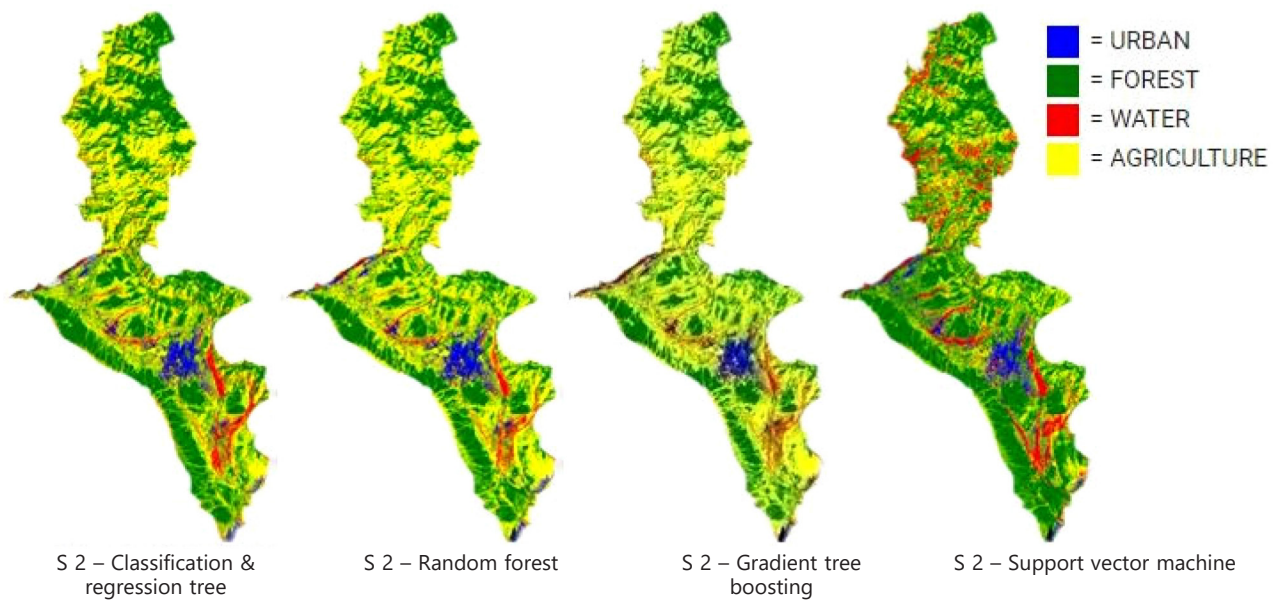 = URBAN
= FOREST
= WATER
= AGRICULTURE
S 2 – Classification &
regression tree
S 2 – Random forest
S 2 – Gradient tree
boosting
S 2 – Support vector machine